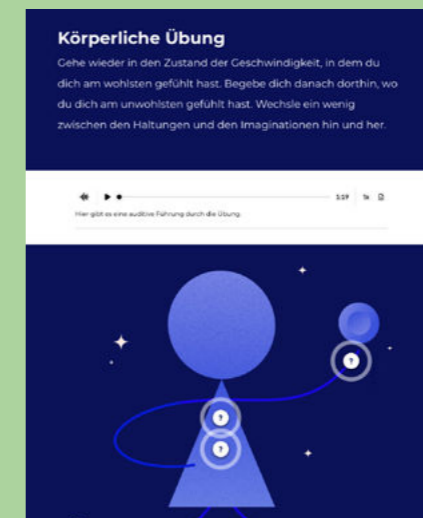 Körperliche Übung
Gehe wieder in den Zustand der Geschwindigkeit, in dem du
dich am wohlsten gefühlt hast. Begebe dich danach dorthin, wo
du dich am unwohlsten gefühlt hast. Wechsle ein wenig
zwischen den Haltungen und den Imaginationen hin und her.
1x
Hier gibt es eine auditive Führung durch die Übung.
?
?
?